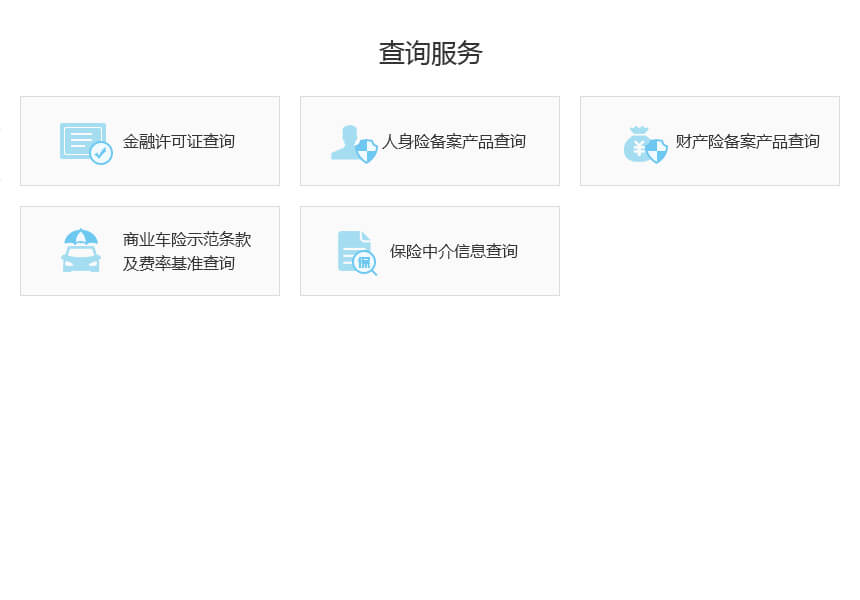 查询服务
金融许可证查询
人身险备案产品查询
¥
财产险备案产品查询
商业车险示范条款
及费率基准查询
保
保险中介信息查询